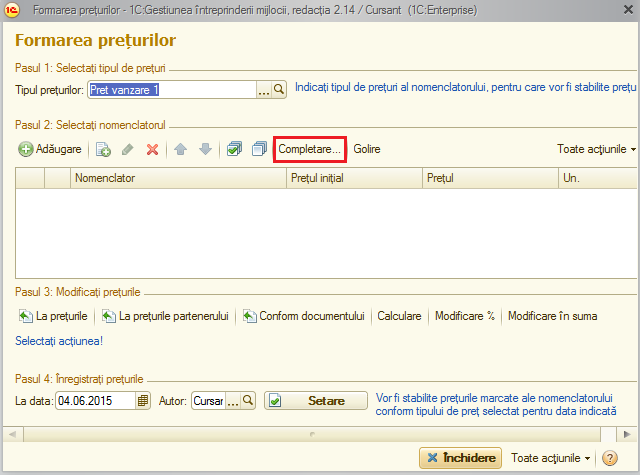 Formarea prețurilor - 1C:Gestiunea întreprinderii mijlocii, redacția 2.14 / Cursant (1C:Enterprise)
Formarea prețurilor
Pasul 1: Selectați tipul de prețuri
Tipul prețurilor: Pret vanzare 1 ... Indicați tipul de prețuri al nomenclatorului, pentru care vor fi stabilite prețu
Pasul 2: Selectați nomenclatorul
Adăugare Completare... Golire Toate acțiunile
Nomenclator Prețul inițial Prețul Un.
Pasul 3: Modificați prețurile
La prețurile La prețurile partenerului Conform documentului Calculare Modificare % Modificare în suma
Selectați acțiunea!
Pasul 4: Înregistrați prețurile
La data: 04.06.2015 Autor: Cursar ... Setare Vor fi stabilite prețurile marcate ale nomenclatorului
conform tipului de preț selectat pentru data indicată
Închidere Toate acțiunile ?